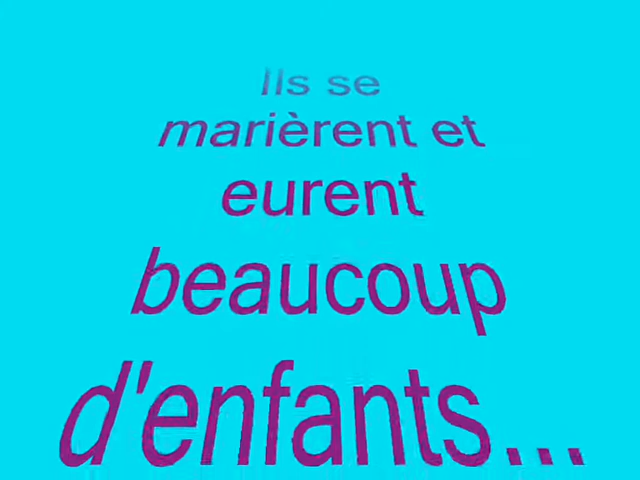 Ils se
marièrent et
eurent
beaucoup
d'enfants...